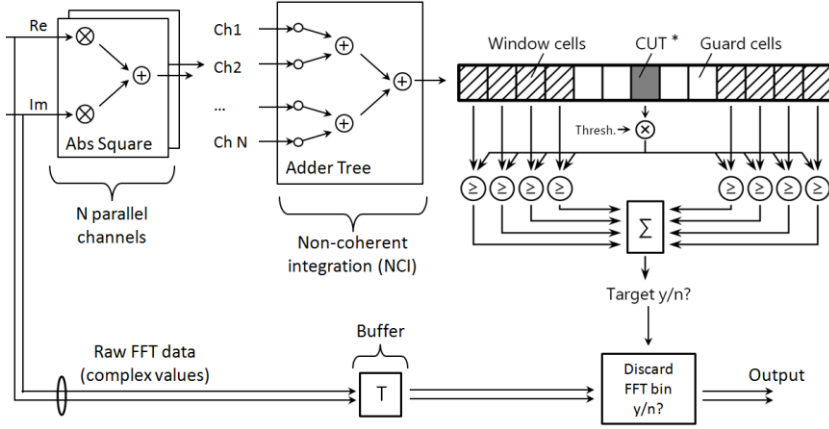 Re
Im
Abs Square
N parallel
channels
Ch1
Ch2
...
Ch N
Adder Tree
Non-coherent
integration (NCI)
Window cells
CUT *
Guard cells
Thresh.
≥ ≥ ≥ ≥ ≥ ≥ ≥ ≥
Σ
Target y/n?
Raw FFT data
(complex values)
Buffer
T
Discard
FFT bin
y/n?
Output